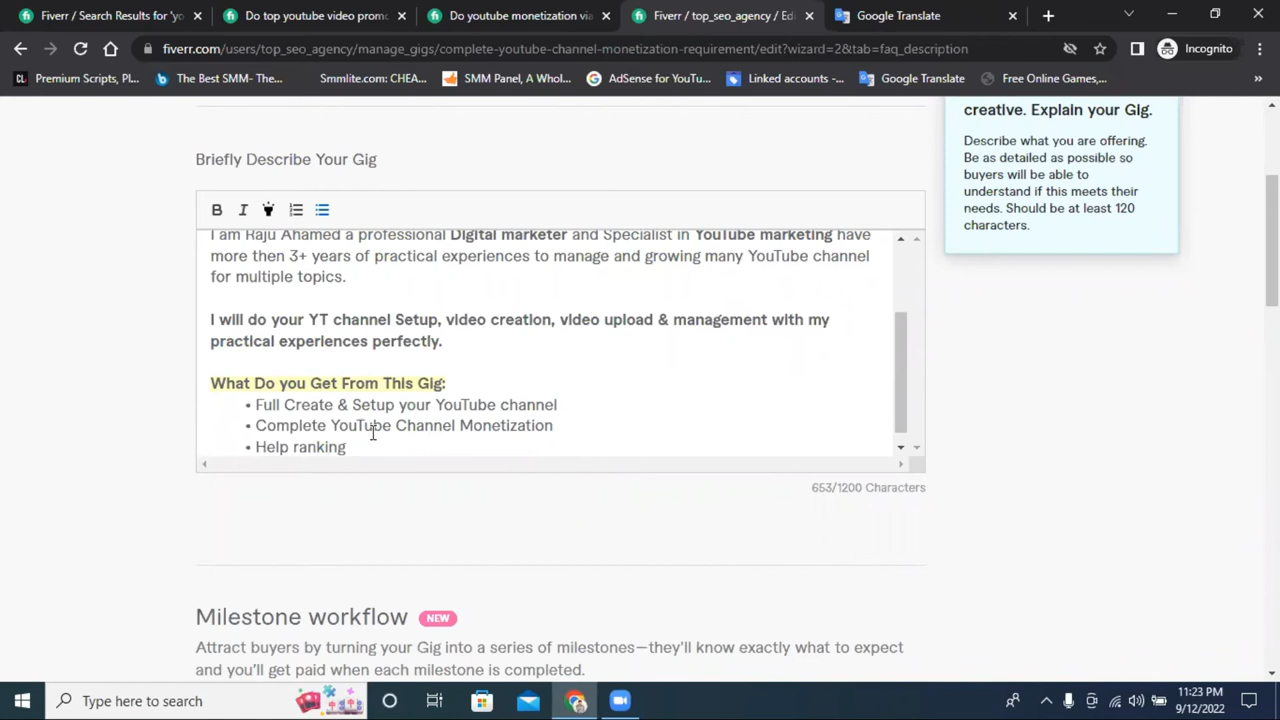 Fiverr / Search Results for 'yo
Do top youtube video promo
Do youtube monetization via
Fiverr / top_seo_agency / Edi
Google Translate
fiverr.com/users/top_seo_agency/manage_gigs/complete-youtube-channel-monetization-requirement/edit?wizard=2&tab=faq_description
Incognito
Premium Scripts, Pl...
The Best SMM- The...
Smmlite.com: CHEA...
SMM Panel, A Whol...
AdSense for YouTu...
Linked accounts -...
Google Translate
Free Online Games,...
»
creative. Explain your Gig.
Describe what you are offering.
Be as detailed as possible so
buyers will be able to
understand if this meets their
needs. Should be at least 120
characters.
Briefly Describe Your Gig
B I
I am Raju Ahamed a professional Digital marketer and Specialist in YouTube marketing have
more then 3+ years of practical experiences to manage and growing many YouTube channel
for multiple topics.
I will do your YT channel Setup, video creation, video upload & management with my
practical experiences perfectly.
What Do you Get From This Gig:
• Full Create & Setup your YouTube channel
• Complete YouTube Channel Monetization
• Help ranking
653/1200 Characters
Milestone workflow NEW
Attract buyers by turning your Gig into a series of milestones—they'll know exactly what to expect
and you'll get paid when each milestone is completed.
Type here to search
11:23 PM
9/12/2022